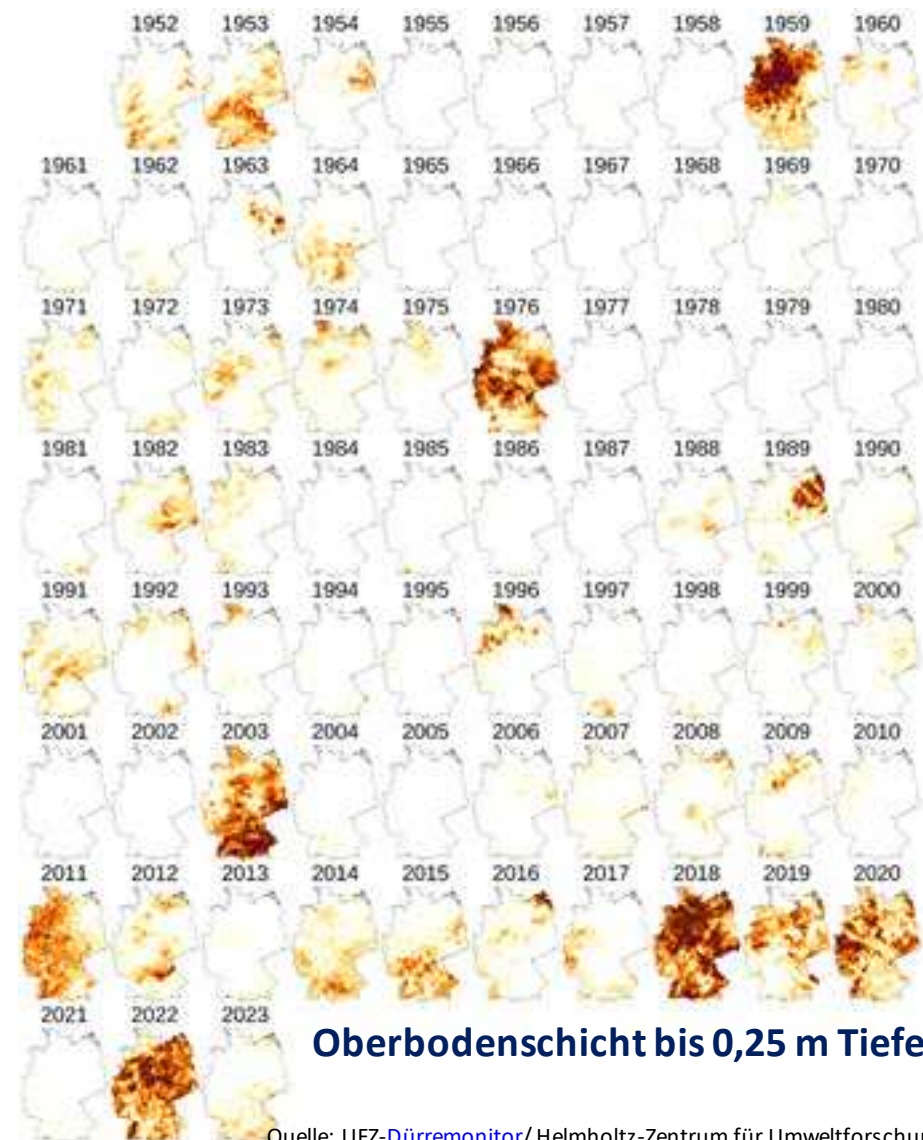 1952 1953 1954 1955 1956 1957 1958 1959 1960
1961 1962 1963 1964 1965 1966 1967 1968 1969 1970
1971 1972 1973 1974 1975 1976 1977 1978 1979 1980
1981 1982 1983 1984 1985 1986 1987 1988 1989 1990
1991 1992 1993 1994 1995 1996 1997 1998 1999 2000
2001 2002 2003 2004 2005 2006 2007 2008 2009 2010
2011 2012 2013 2014 2015 2016 2017 2018 2019 2020
2021 2022 2023
Oberbodenschicht bis 0,25 m Tiefe
Quelle: UFZ-Dürremonitor/ Helmholtz-Zentrum für